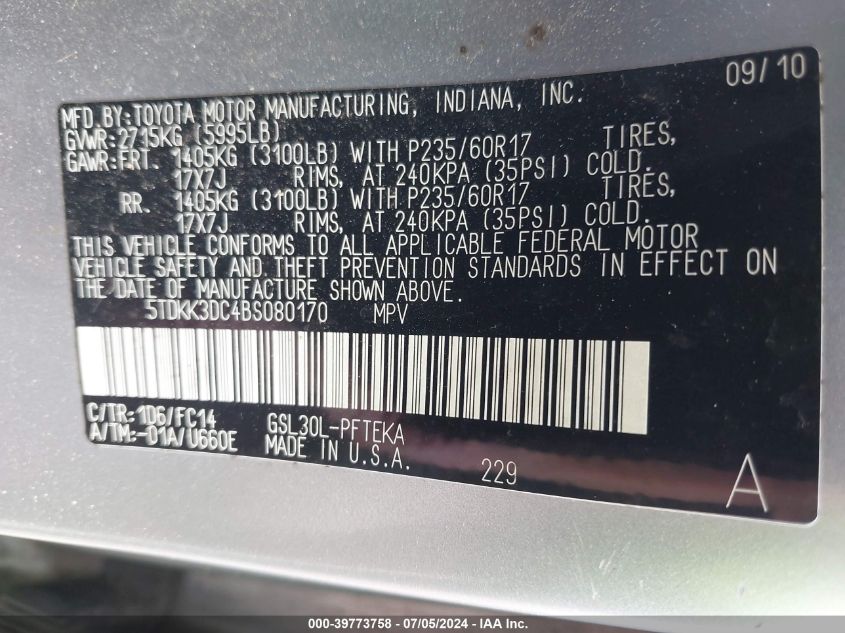 09/10
MFD.BY:TOYOTA MOTOR MANUFACTURING, INDIANA, INC.
GVWR:2715KG (5995LB)
GAWR:FRT. 1405KG (3100LB) WITH P235/60R17 TIRES,
17X7J RIMS, AT 240KPA (35PSI) COLD.
RR. 1405KG (3100LB) WITH P235/60R17 TIRES,
17X7J RIMS, AT 240KPA (35PSI) COLD.
THIS VEHICLE CONFORMS TO ALL APPLICABLE FEDERAL MOTOR
VEHICLE SAFETY AND THEFT PREVENTION STANDARDS IN EFFECT ON
THE DATE OF MANUFACTURE SHOWN ABOVE.
5TDKK3DC4BS080170 MPV
C/TR:1D6/FC14 GSL30L-PFTEKA
A/TM:-01A/U660E MADE IN U.S.A.
229
A
000-39773758 - 07/05/2024 - IAA Inc.